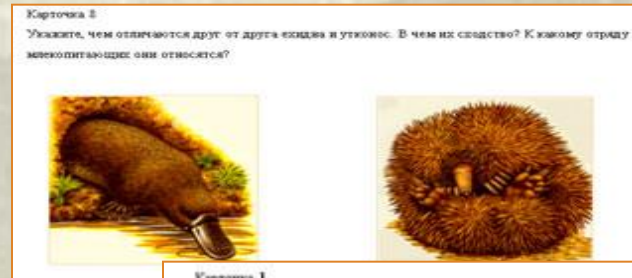 Карточка 8
Укажите, чем отличаются друг от друга ехидна и утконос. В чем их сходство? К какому отряду
млекопитающих они относятся?
Карточка 1